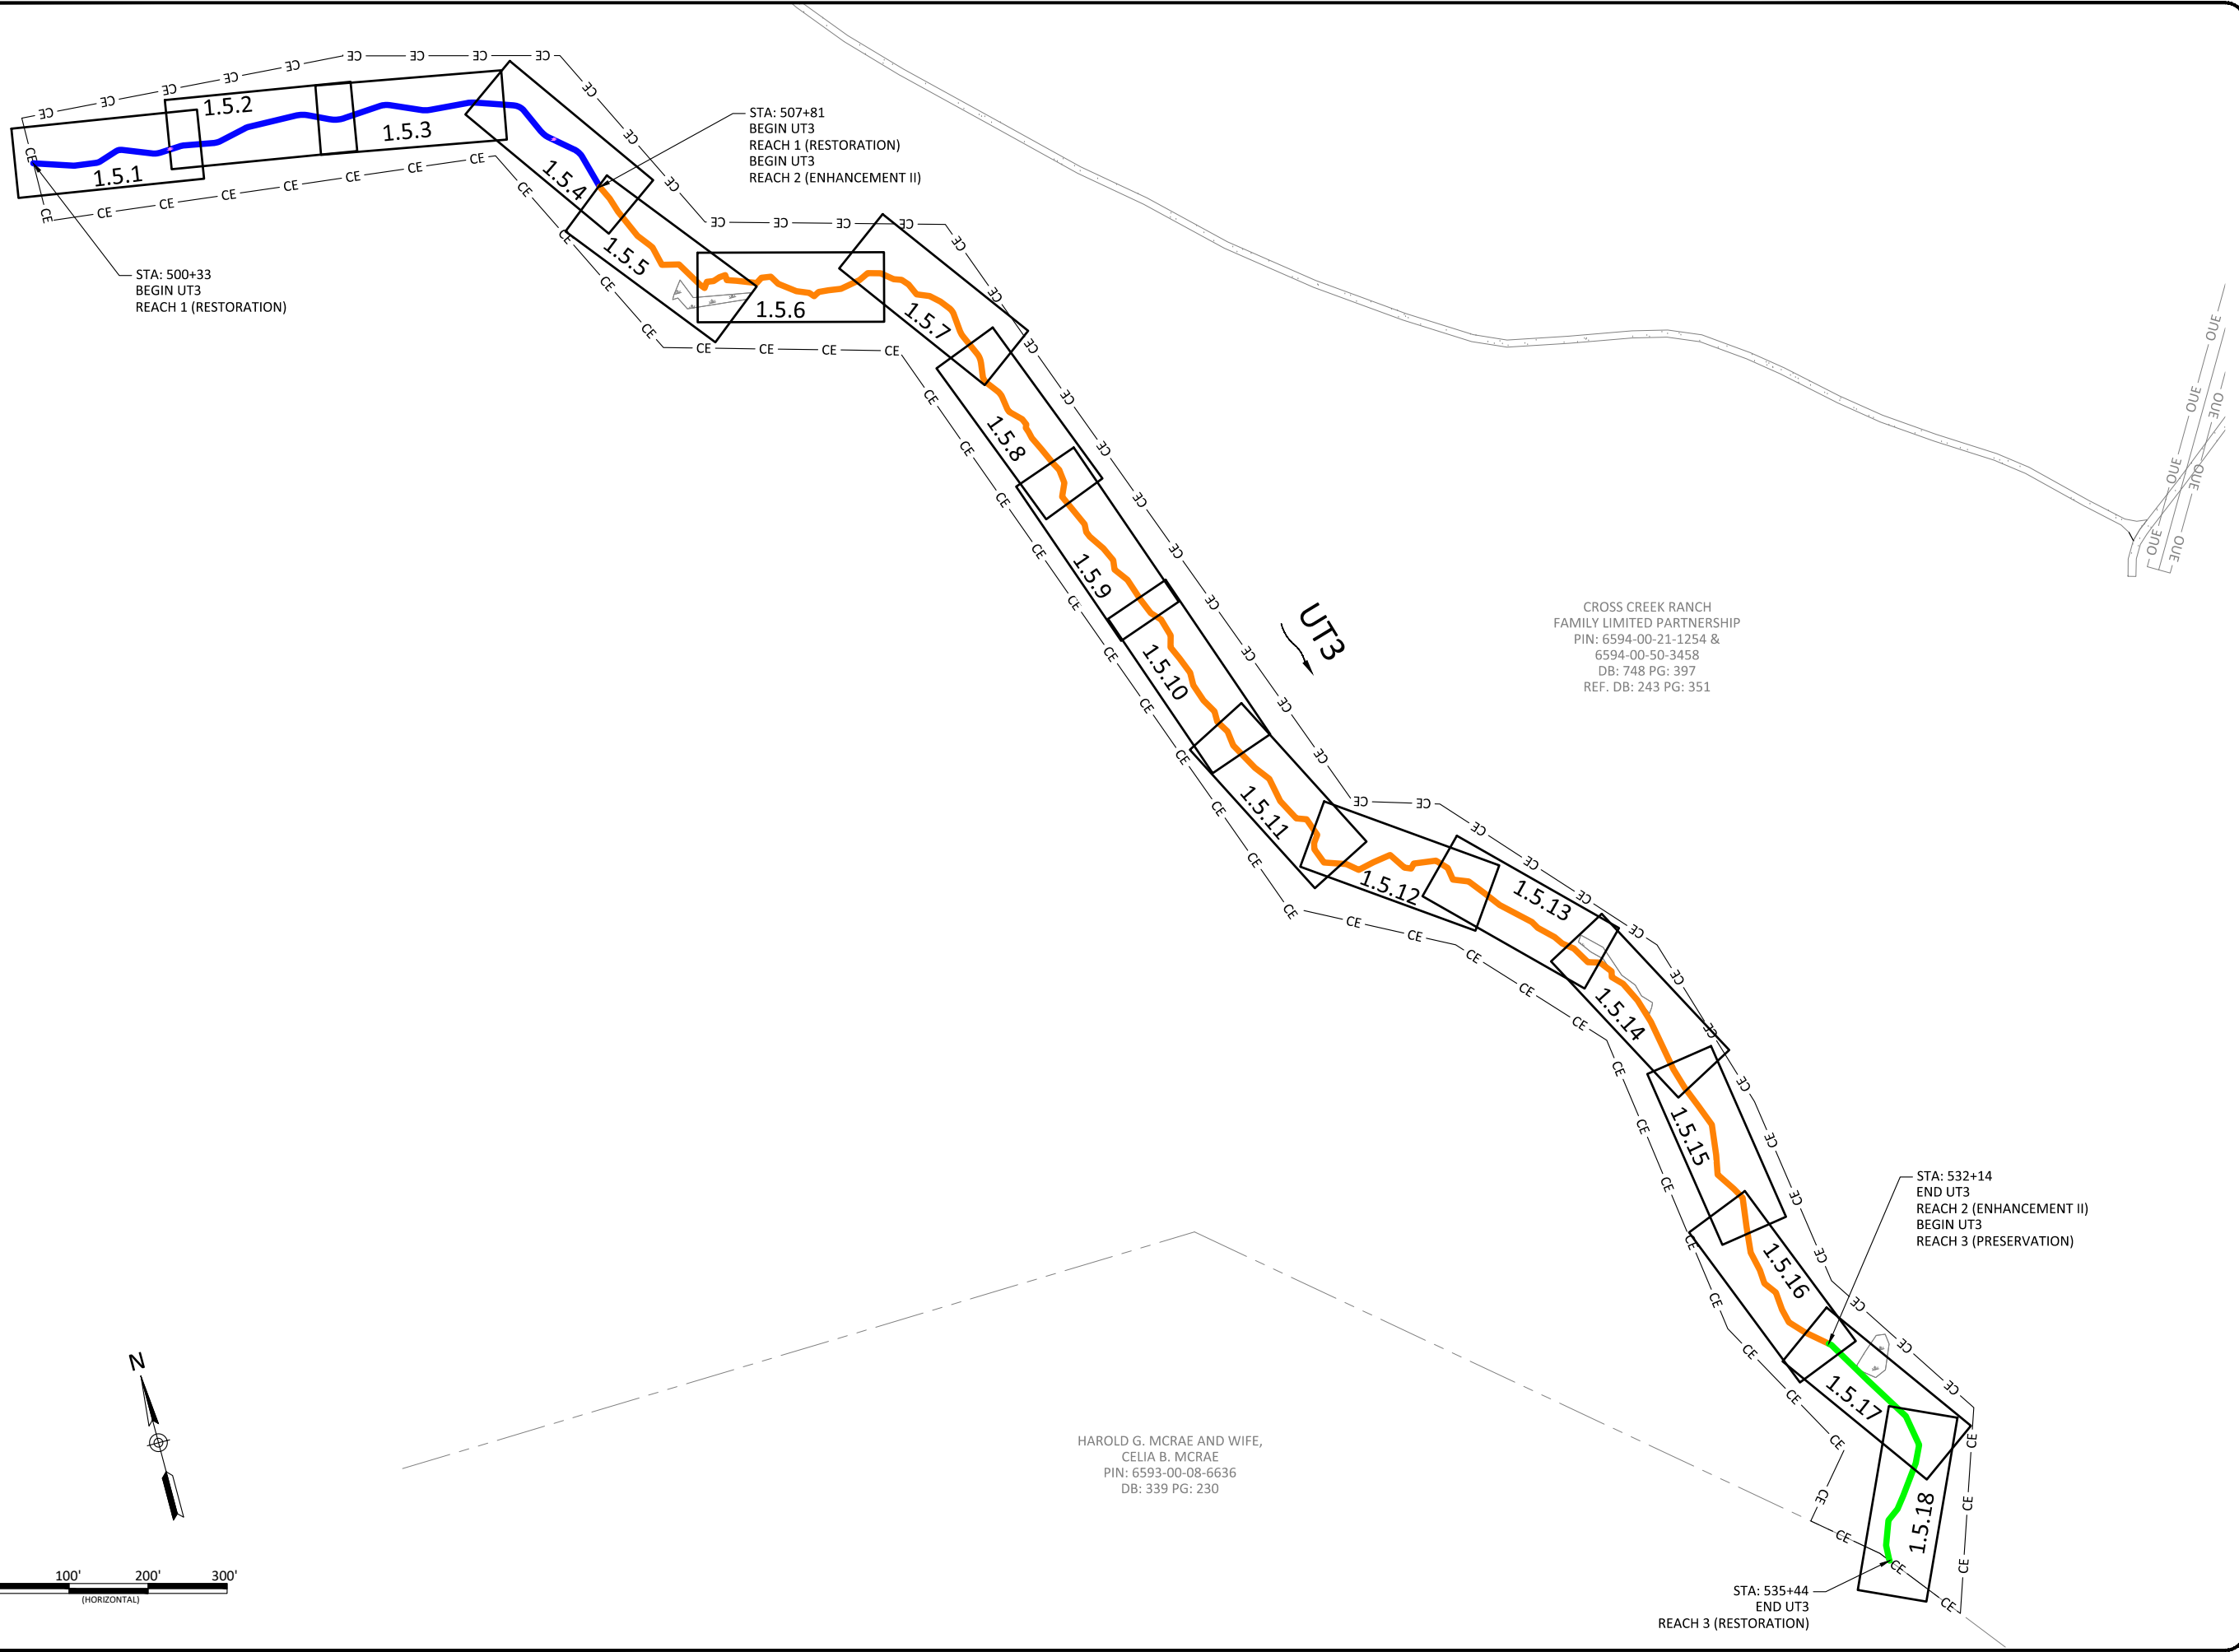 1.5.1
1.5.2
1.5.3
1.5.4
1.5.5
1.5.6
1.5.7
1.5.8
1.5.9
1.5.10
1.5.11
1.5.12
1.5.13
1.5.14
1.5.15
1.5.16
1.5.17
1.5.18
CE
STA: 507+81
BEGIN UT3
REACH 1 (RESTORATION)
BEGIN UT3
REACH 2 (ENHANCEMENT II)
STA: 500+33
BEGIN UT3
REACH 1 (RESTORATION)
OUE OUE OUE OUE
OUE OUE OUE
UT3
CROSS CREEK RANCH
FAMILY LIMITED PARTNERSHIP
PIN: 6594-00-21-1254 &
6594-00-50-3458
DB: 748 PG: 397
REF. DB: 243 PG: 351
STA: 532+14
END UT3
REACH 2 (ENHANCEMENT II)
BEGIN UT3
REACH 3 (PRESERVATION)
HAROLD G. MCRAE AND WIFE,
CELIA B. MCRAE
PIN: 6593-00-08-6636
DB: 339 PG: 230
STA: 535+44
END UT3
REACH 3 (RESTORATION)
N
100' 200' 300'
(HORIZONTAL)